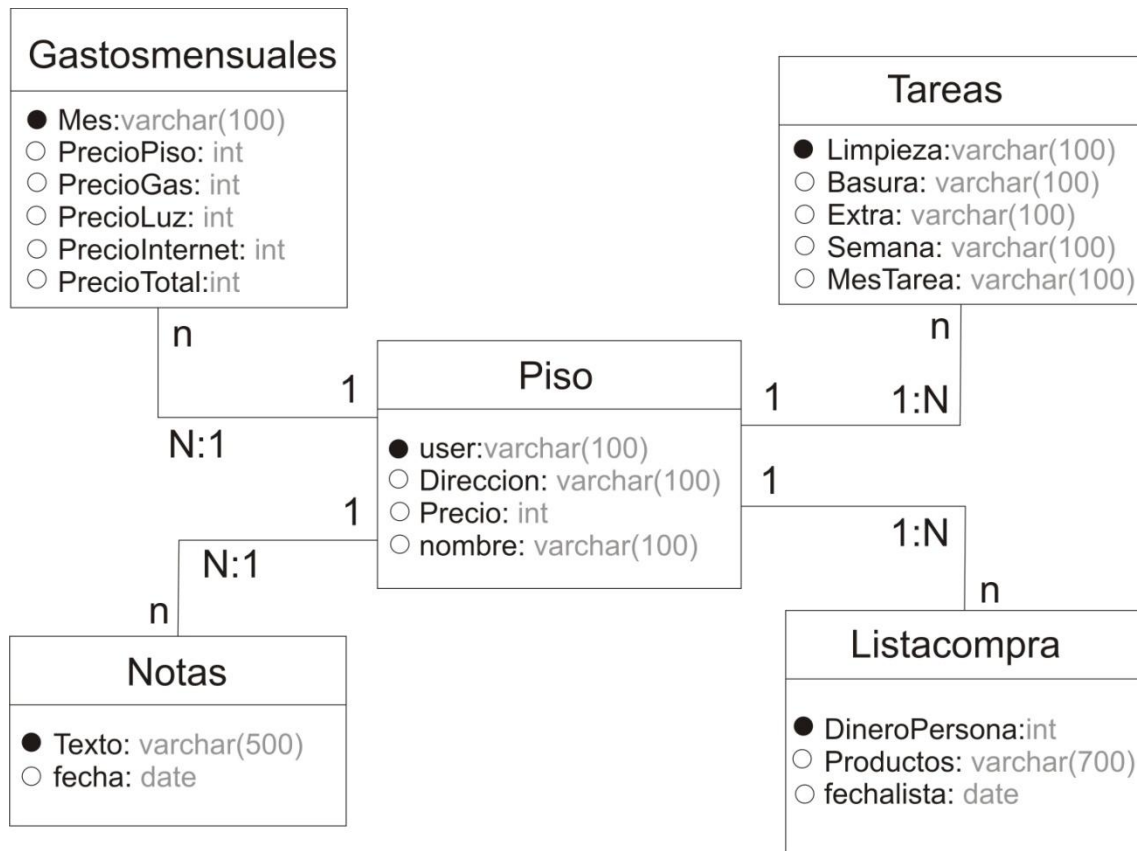 Gastosmensuales
Mes:varchar(100)
PrecioPiso: int
PrecioGas: int
PrecioLuz: int
PrecioInternet: int
PrecioTotal:int
n
N:1
1
Tareas
Limpieza:varchar(100)
Basura: varchar(100)
Extra: varchar(100)
Semana: varchar(100)
MesTarea: varchar(100)
n
1:N
1
Piso
user:varchar(100)
Direccion: varchar(100)
Precio: int
nombre: varchar(100)
1
N:1
n
1
1:N
n
Notas
Texto: varchar(500)
fecha: date
Listacompra
DineroPersona:int
Productos: varchar(700)
fechalista: date